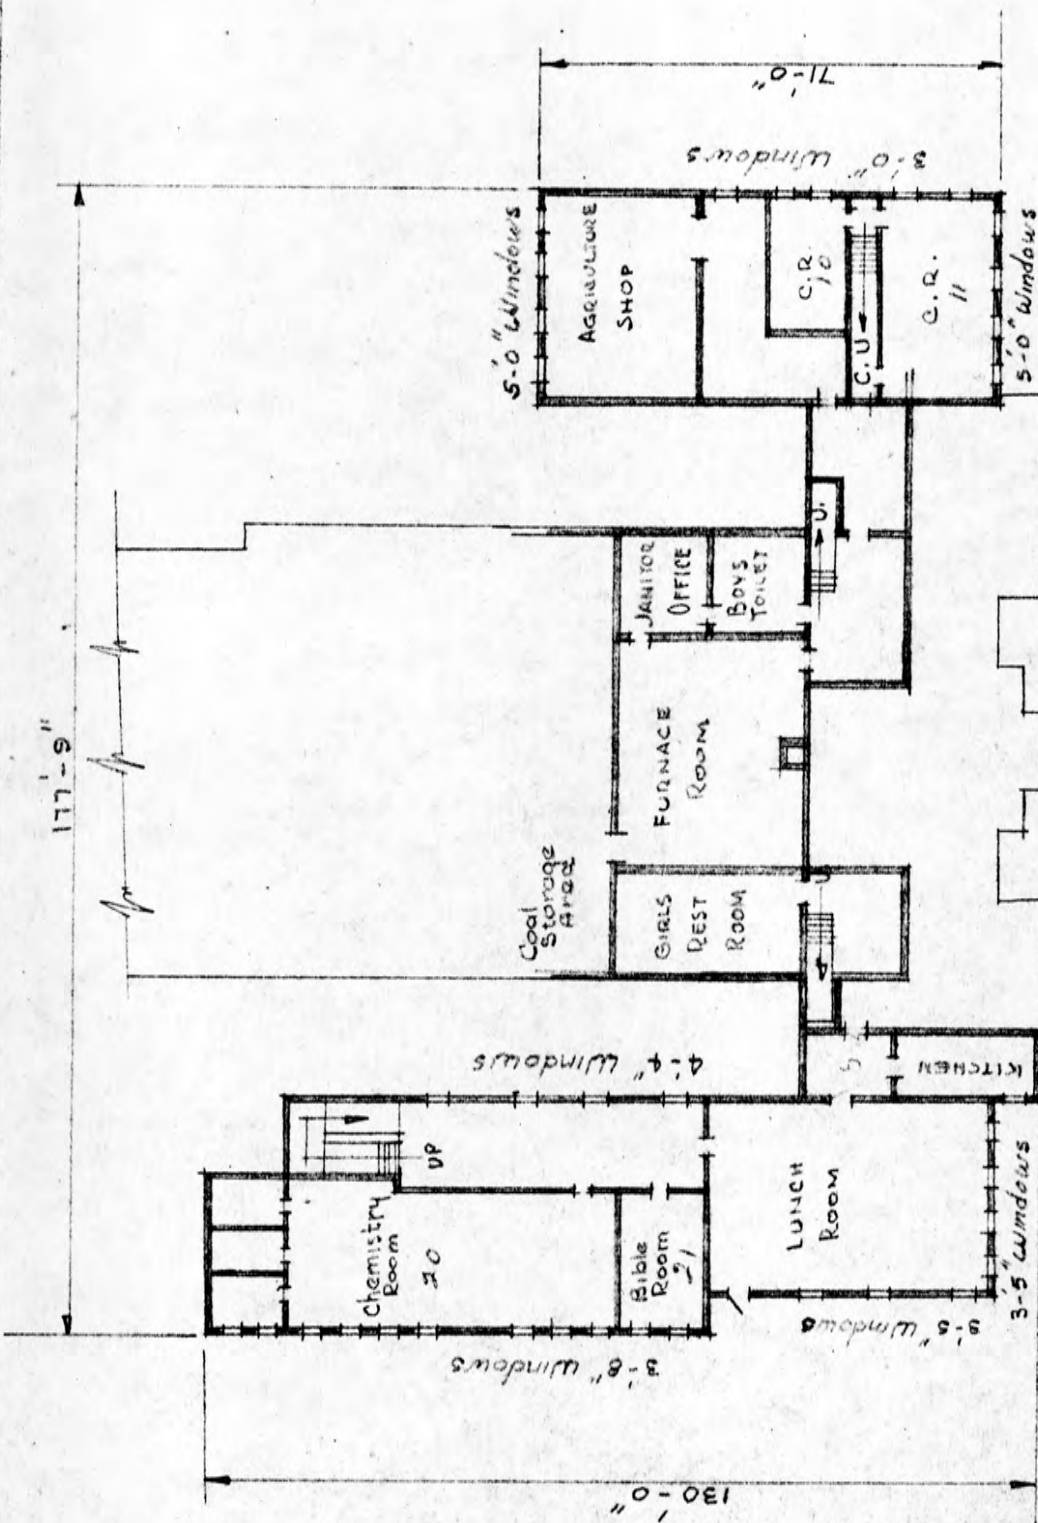 177'-9"
71'-0"
130'-0"
5'-0" Windows
3'-0" Windows
5'-0" Windows
AGRICULTURE
SHOP
C.R.
10
C.U
C.R.
11
JANITOR
OFFICE
BOYS
TOILET
U.
FURNACE
ROOM
Coal
Storage
Area
GIRLS
REST
ROOM
U
4'-4" Windows
KITCHEN
UP
Chemistry
Room
20
Bible
Room
21
LUNCH
ROOM
3'-8" Windows
3'-5" Windows
3'-5" Windows